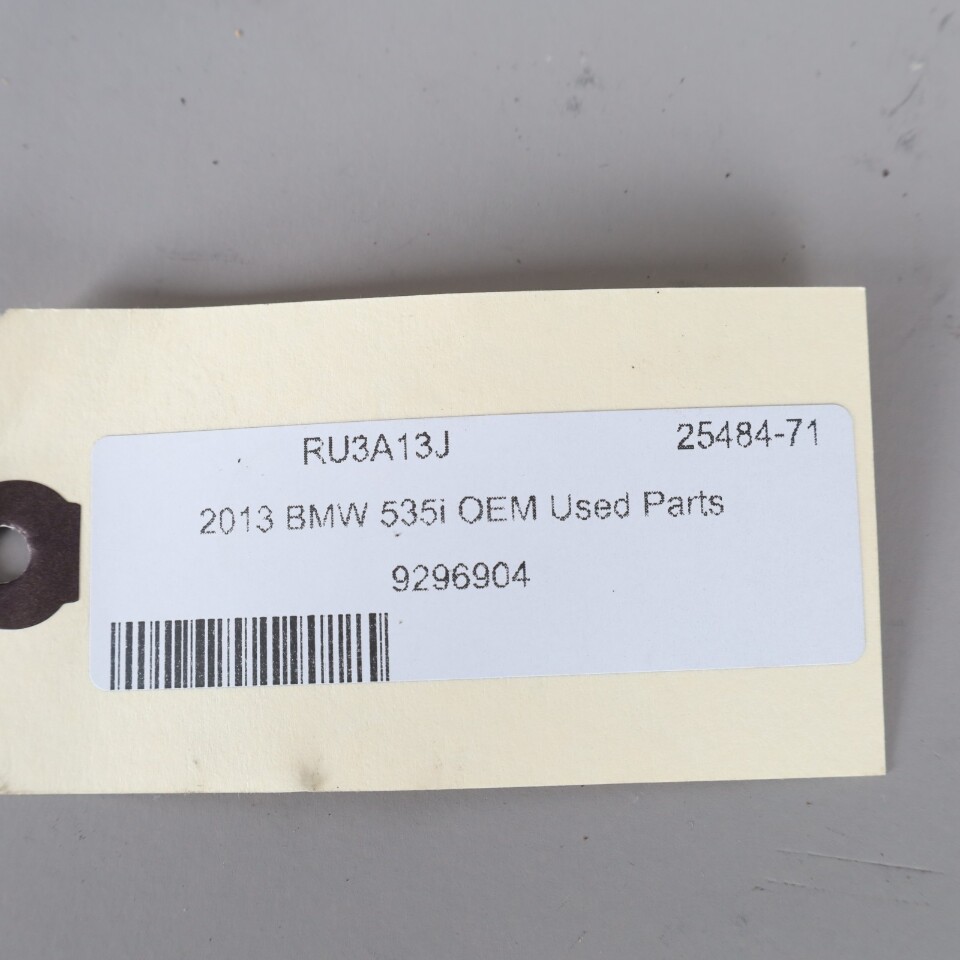 RU3A13J 25484-71
2013 BMW 535i OEM Used Parts
9296904